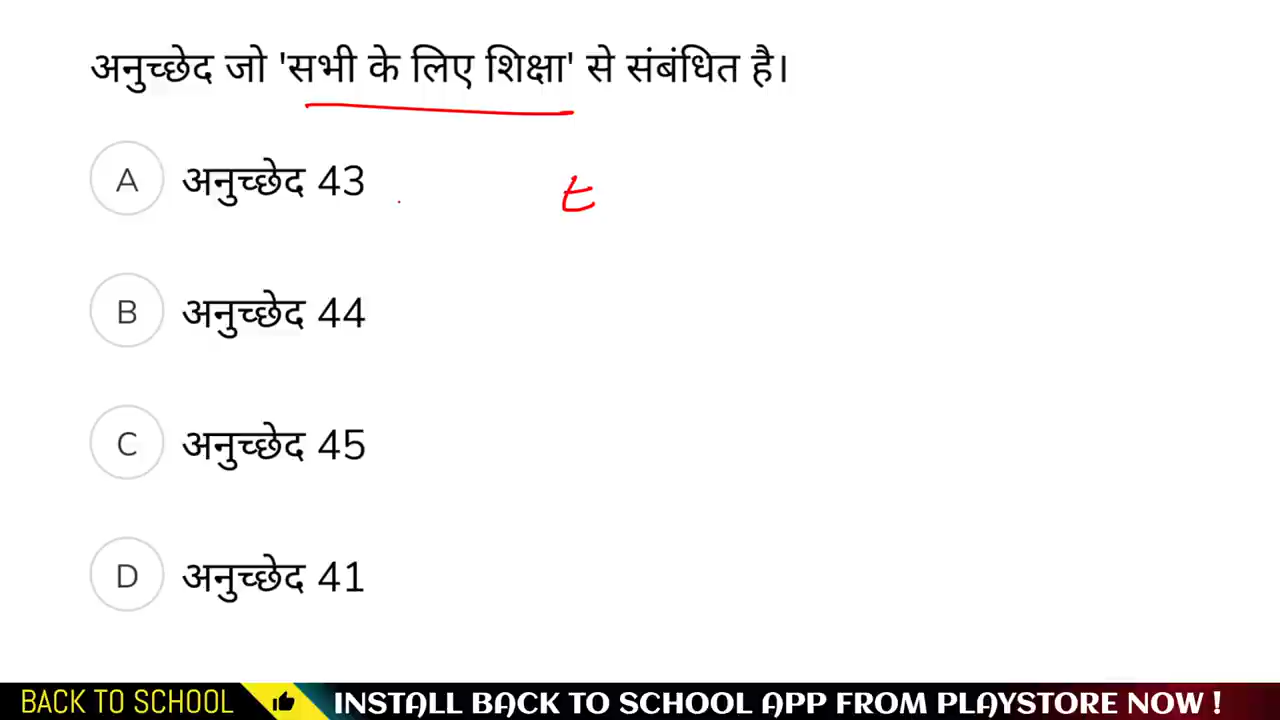 अनुच्छेद जो 'सभी के लिए शिक्षा' से संबंधित है।
A अनुच्छेद 43
B अनुच्छेद 44
C अनुच्छेद 45
D अनुच्छेद 41
BACK TO SCHOOL INSTALL BACK TO SCHOOL APP FROM PLAYSTORE NOW !